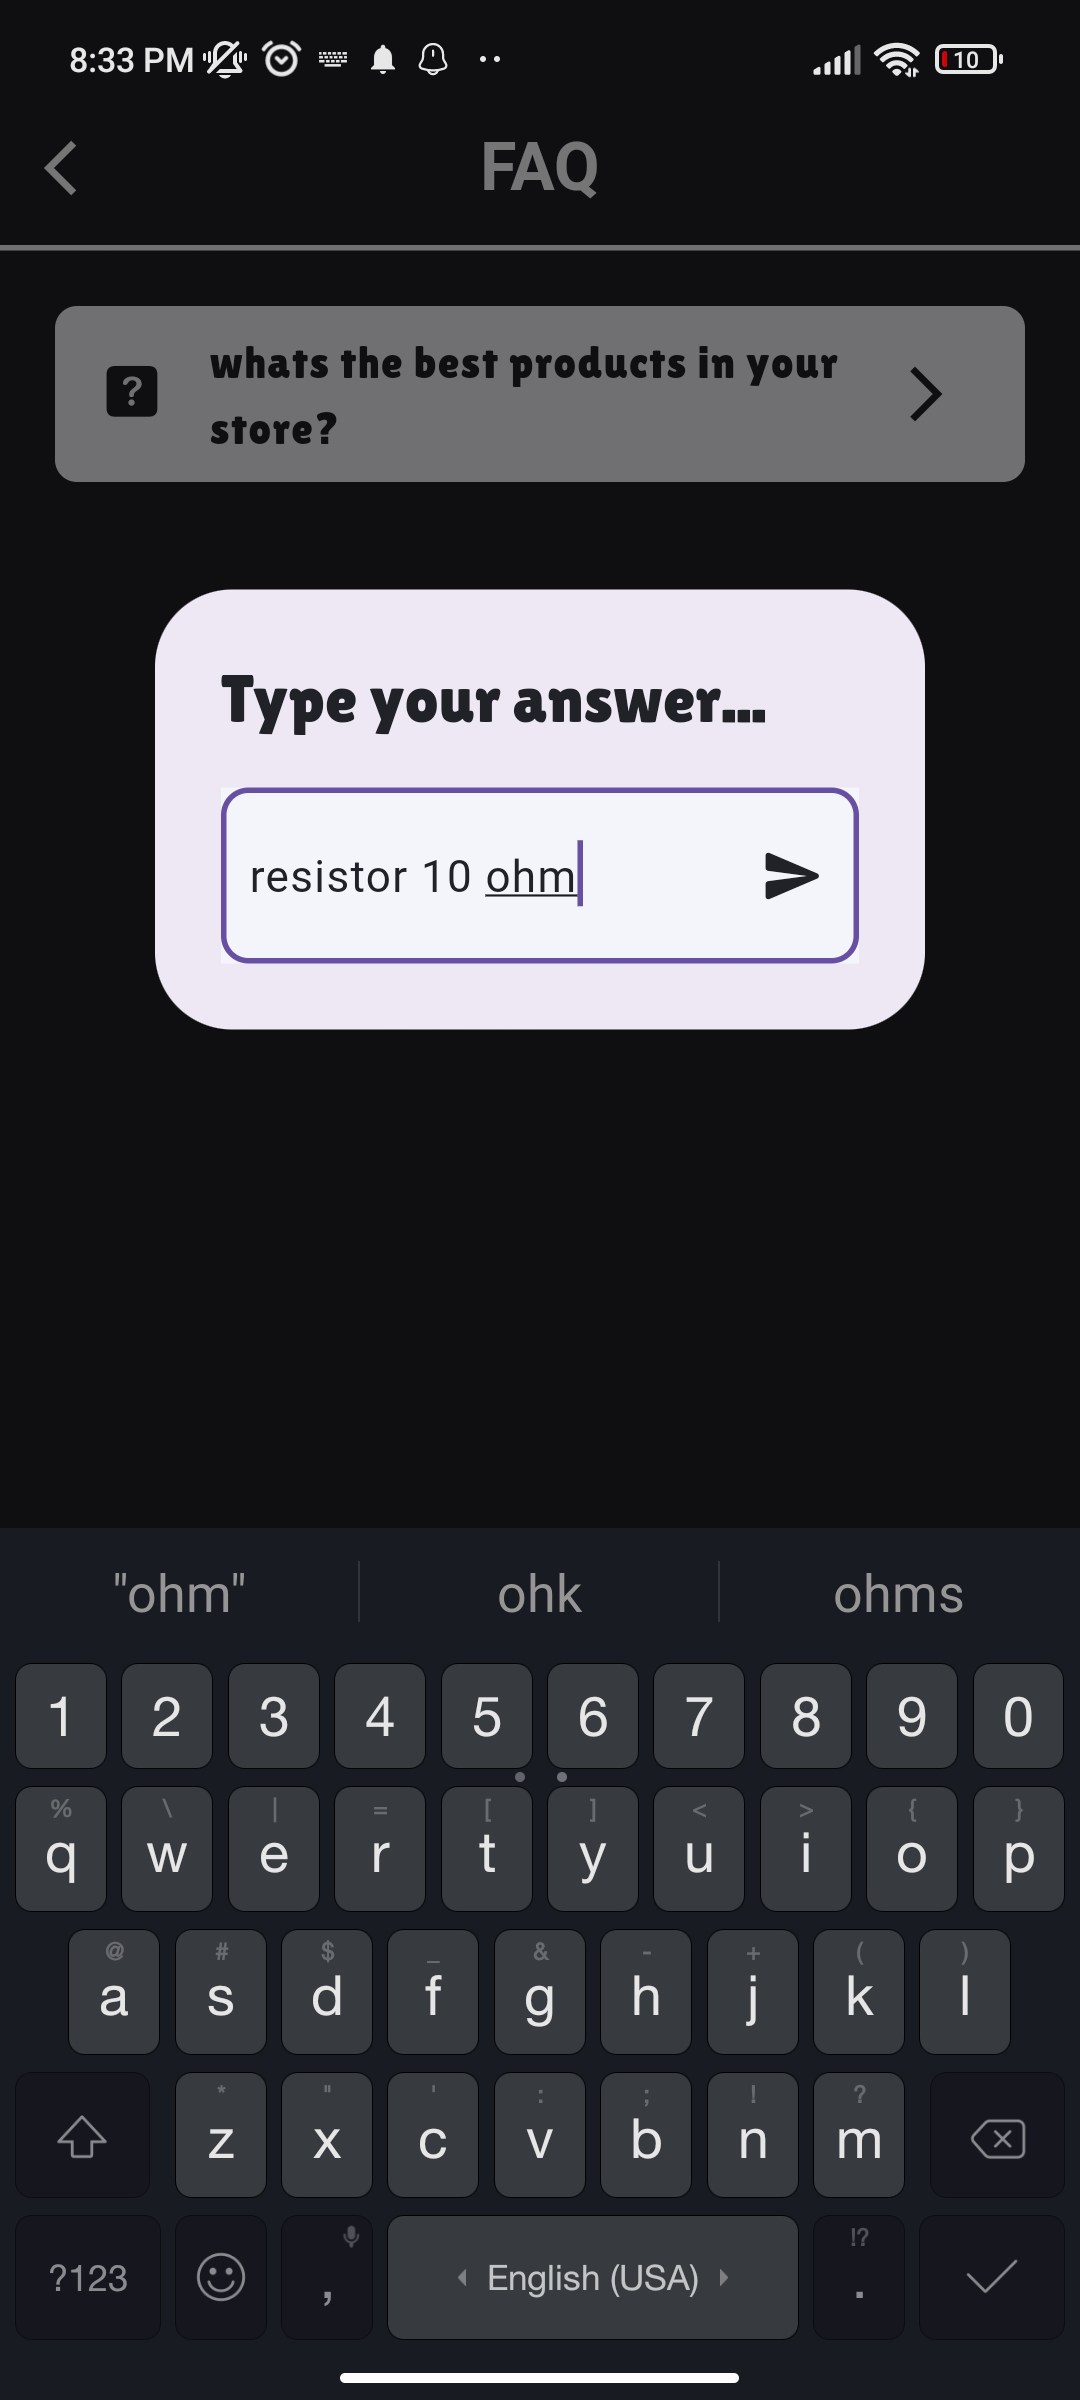 8:33 PM
10
FAQ
whats the best products in your
store?
Type your answer...
resistor 10 ohm
"ohm" ohk ohms
1 2 3 4 5 6 7 8 9 0
% \ | = [ ] < > { }
q w e r t y u i o p
@ # $ _ & - + ( )
a s d f g h j k l
* " ' : ; ! ?
z x c v b n m
!?
?123 , English (USA) .